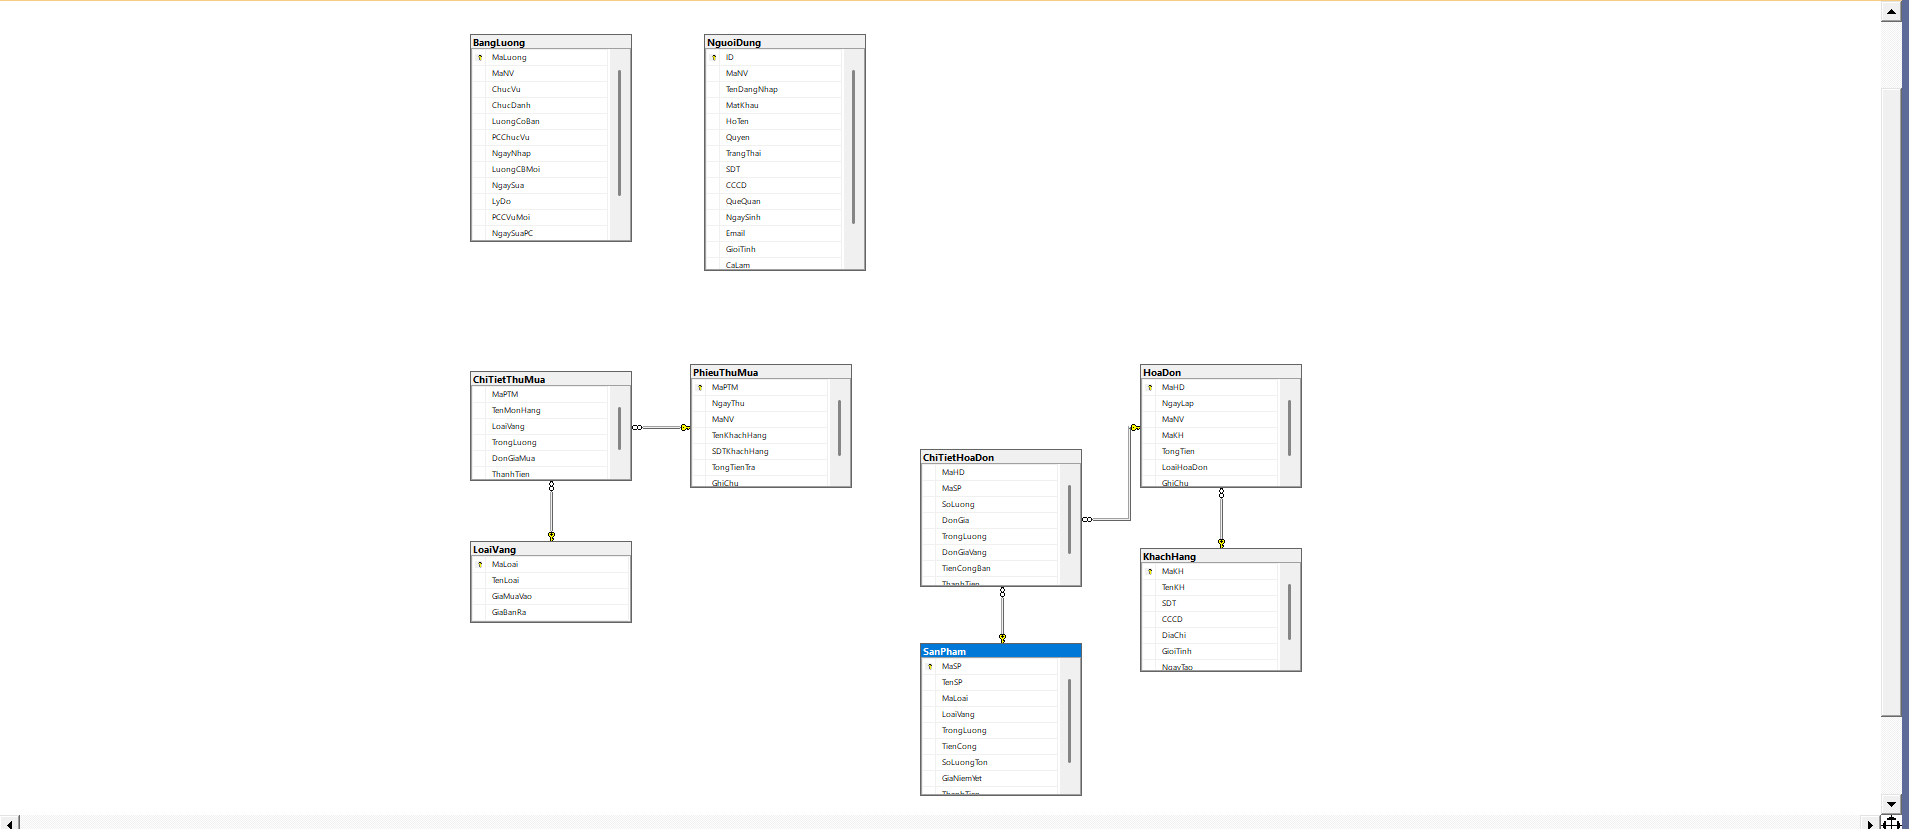 BangLuong
MaLuong
MaNV
ChucVu
ChucDanh
LuongCoBan
PCChucVu
NgayNhap
LuongCBMoi
NgaySua
LyDo
PCCVuMoi
NgaySuaPC
NguoiDung
ID
MaNV
TenDangNhap
MatKhau
HoTen
Quyen
TrangThai
SDT
CCCD
QueQuan
NgaySinh
Email
GioiTinh
CaLam
ChiTietThuMua
MaPTM
TenMonHang
LoaiVang
TrongLuong
DonGiaMua
ThanhTien
PhieuThuMua
MaPTM
NgayThu
MaNV
TenKhachHang
SDTKhachHang
TongTienTra
GhiChu
LoaiVang
MaLoai
TenLoai
GiaMuaVao
GiaBanRa
ChiTietHoaDon
MaHD
MaSP
SoLuong
DonGia
TrongLuong
DonGiaVang
TienCongBan
ThanhTien
HoaDon
MaHD
NgayLap
MaNV
MaKH
TongTien
LoaiHoaDon
GhiChu
KhachHang
MaKH
TenKH
SDT
CCCD
DiaChi
GioiTinh
NgayTao
SanPham
MaSP
TenSP
MaLoai
LoaiVang
TrongLuong
TienCong
SoLuongTon
GiaNiemYet
ThanhTien